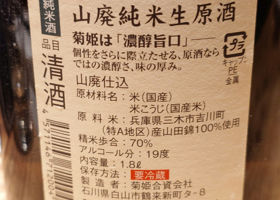 山廃純米生原酒
菊姫は「濃醇旨口」──
個性をさらに際立たせる、原酒なら
ではの濃醇さ、味の厚み。
山廃仕込
原材料名：米（国産）
米こうじ（国産米）
原料米：兵庫県三木市吉川町
（特A地区）産山田錦100%使用
精米歩合：70%
アルコール分：19度
内容量：1.8ℓ
保存方法：要冷蔵
製造者：菊姫合資会社
石川県白山市鶴来新町タ-8
純米酒
品目
清酒
プラ
キャップ
PE
金属